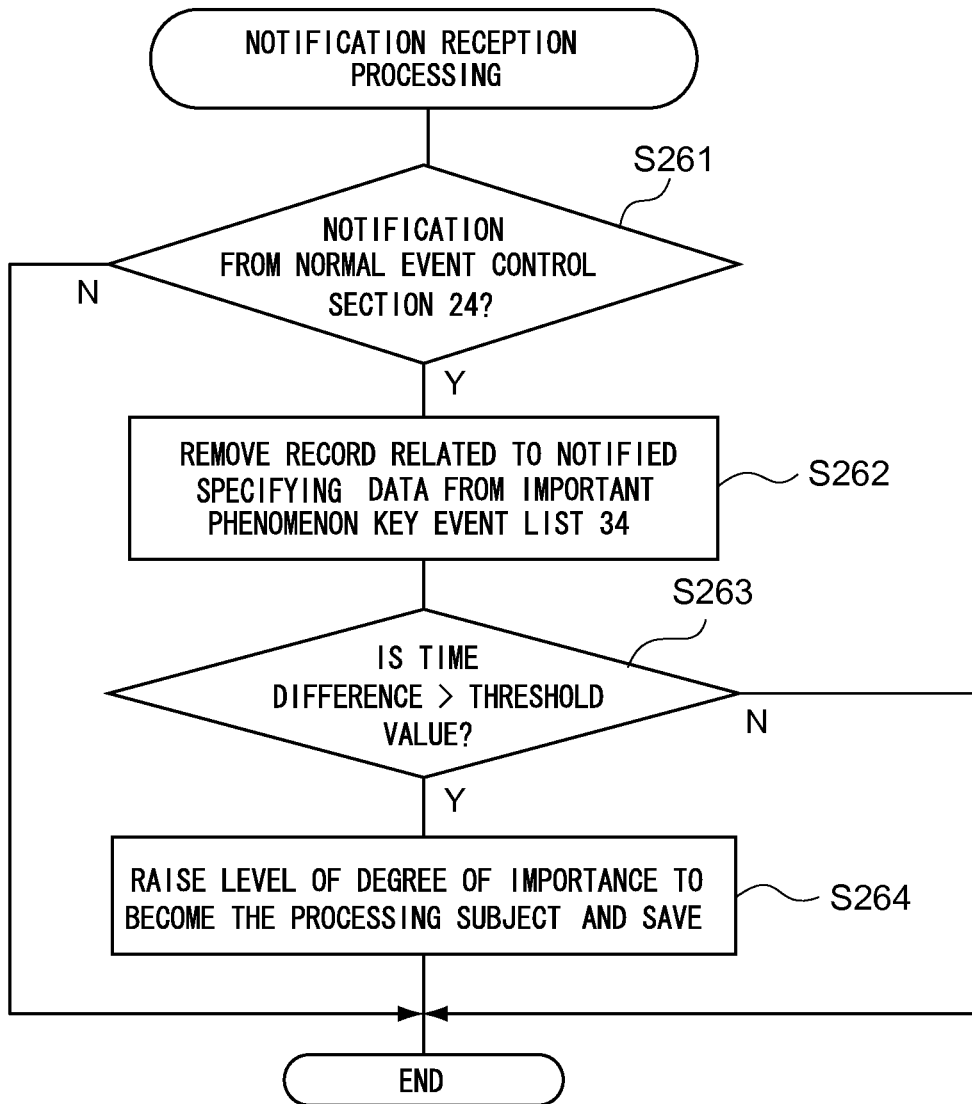 NOTIFICATION RECEPTION
PROCESSING
S261
NOTIFICATION
FROM NORMAL EVENT CONTROL
SECTION 24?
N
Y
REMOVE RECORD RELATED TO NOTIFIED
SPECIFYING DATA FROM IMPORTANT
PHENOMENON KEY EVENT LIST 34
S262
S263
IS TIME
DIFFERENCE > THRESHOLD
VALUE?
N
Y
RAISE LEVEL OF DEGREE OF IMPORTANCE TO
BECOME THE PROCESSING SUBJECT AND SAVE
S264
END